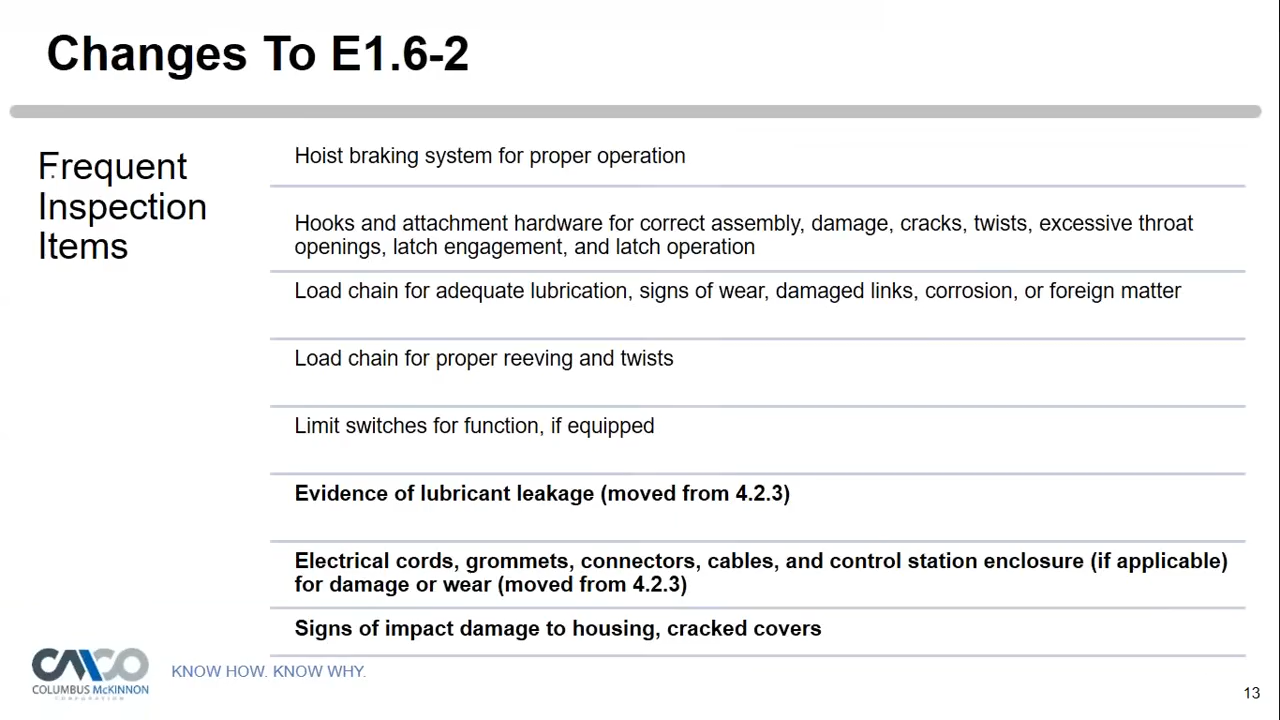 Changes To E1.6-2
Frequent
Inspection
Items
Hoist braking system for proper operation
Hooks and attachment hardware for correct assembly, damage, cracks, twists, excessive throat
openings, latch engagement, and latch operation
Load chain for adequate lubrication, signs of wear, damaged links, corrosion, or foreign matter
Load chain for proper reeving and twists
Limit switches for function, if equipped
Evidence of lubricant leakage (moved from 4.2.3)
Electrical cords, grommets, connectors, cables, and control station enclosure (if applicable)
for damage or wear (moved from 4.2.3)
Signs of impact damage to housing, cracked covers
CMCO
COLUMBUS McKINNON
CORPORATION
KNOW HOW. KNOW WHY.
13